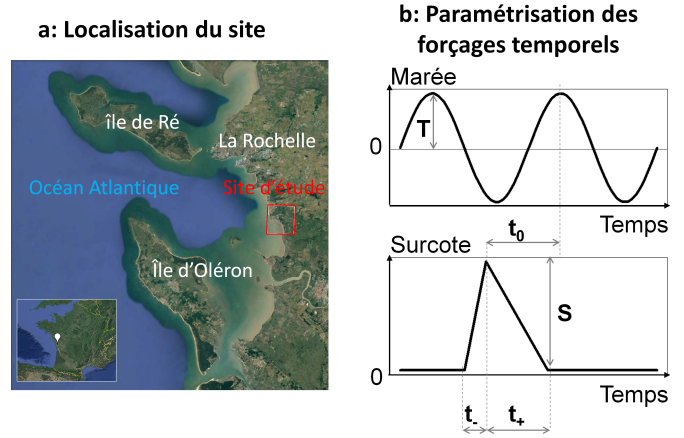 a: Localisation du site
île de Ré
La Rochelle
Océan Atlantique
Site d'étude
Île d'Oléron
b: Paramétrisation des
forçages temporels
Marée
T
0
Temps
t0
Surcote
S
0
Temps
t-
t+